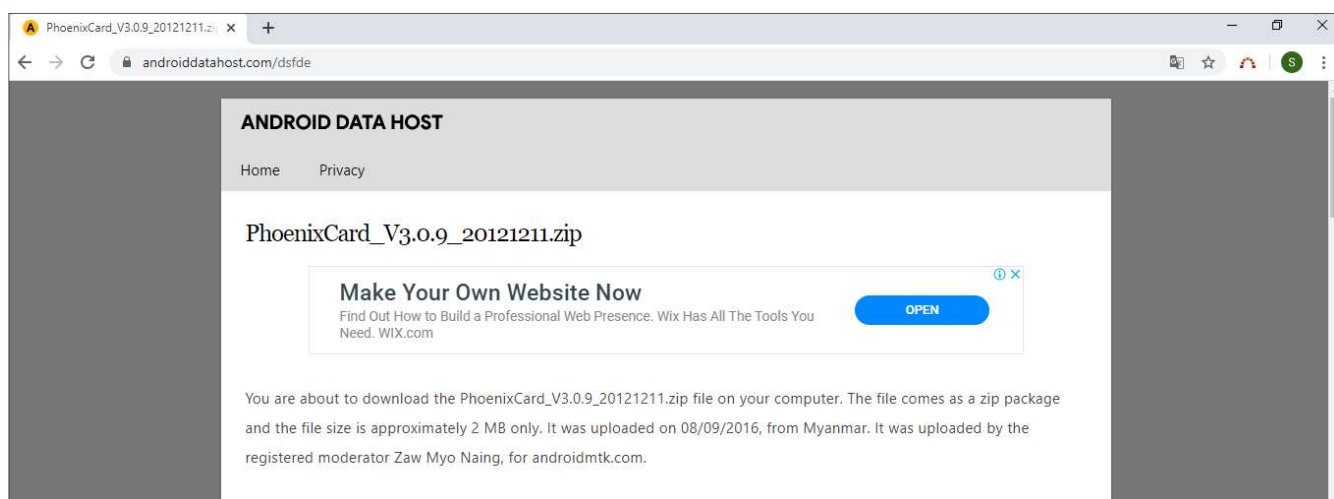 PhoenixCard_V3.0.9_20121211.zi
androiddatahost.com/dsfde
S
ANDROID DATA HOST
Home Privacy
PhoenixCard_V3.0.9_20121211.zip
Make Your Own Website Now
Find Out How to Build a Professional Web Presence. Wix Has All The Tools You
Need. WIX.com
OPEN
You are about to download the PhoenixCard_V3.0.9_20121211.zip file on your computer. The file comes as a zip package
and the file size is approximately 2 MB only. It was uploaded on 08/09/2016, from Myanmar. It was uploaded by the
registered moderator Zaw Myo Naing, for androidmtk.com.